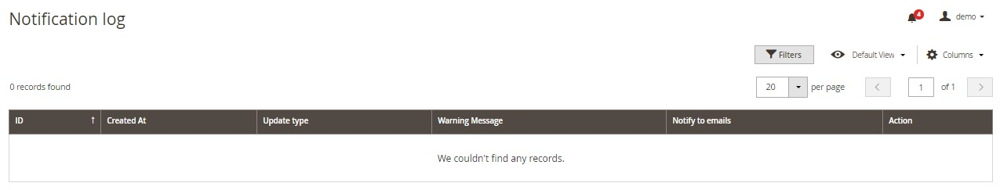 Notification log
4
demo
Filters
Default View
Columns
0 records found
20
per page
1
of 1
ID
Created At
Update type
Warning Message
Notify to emails
Action
We couldn't find any records.